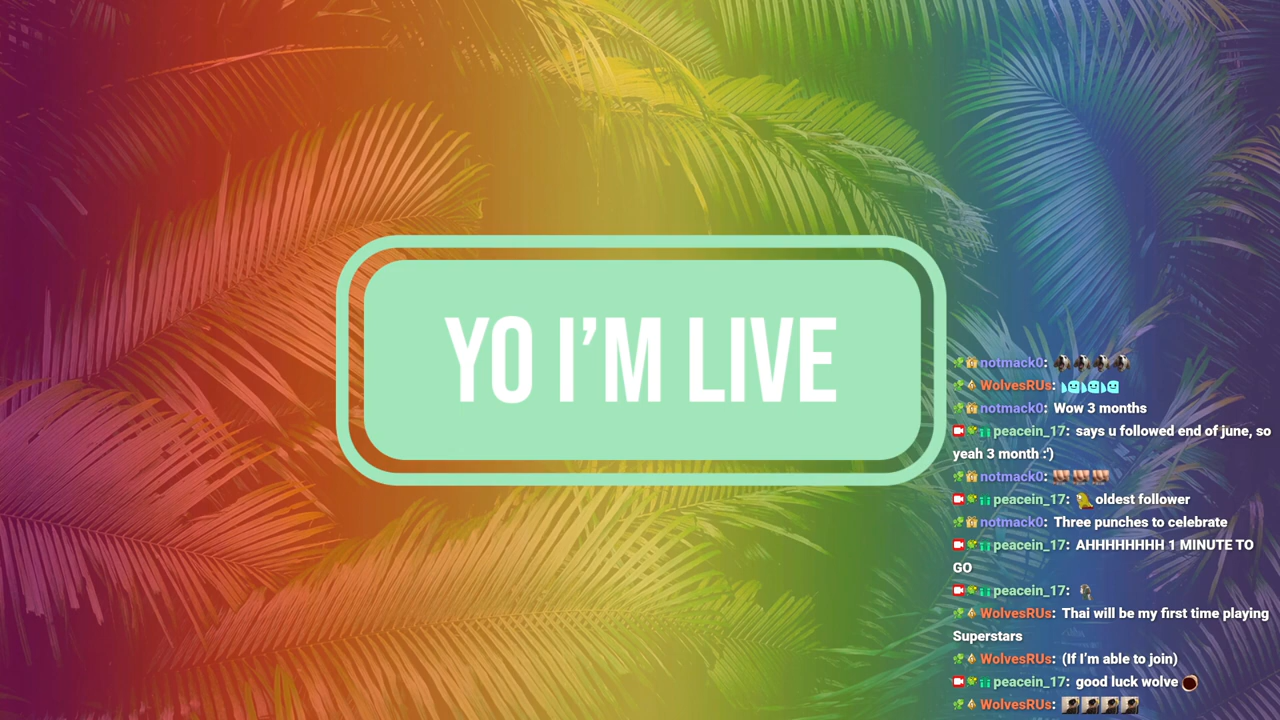 YO I'M LIVE
notmack0:
WolvesRUs:
notmack0: Wow 3 months
peacein_17: says u followed end of june, so
yeah 3 month :')
notmack0:
peacein_17: oldest follower
notmack0: Three punches to celebrate
peacein_17: AHHHHHHHH 1 MINUTE TO
GO
peacein_17:
WolvesRUs: Thai will be my first time playing
Superstars
WolvesRUs: (If I'm able to join)
peacein_17: good luck wolve
WolvesRUs: